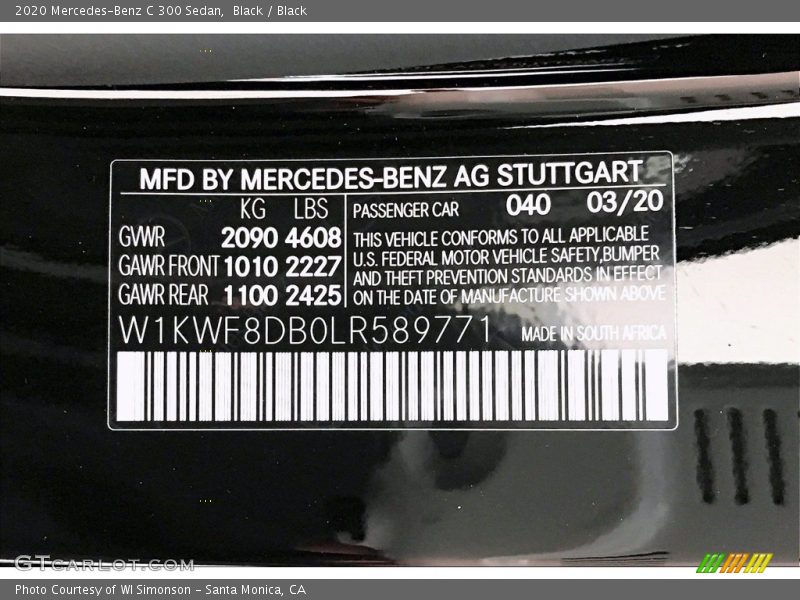 2020 Mercedes-Benz C 300 Sedan, Black / Black
MFD BY MERCEDES-BENZ AG STUTTGART
KG LBS
GWR 2090 4608
GAWR FRONT 1010 2227
GAWR REAR 1100 2425
PASSENGER CAR 040 03/20
THIS VEHICLE CONFORMS TO ALL APPLICABLE
U.S. FEDERAL MOTOR VEHICLE SAFETY,BUMPER
AND THEFT PREVENTION STANDARDS IN EFFECT
ON THE DATE OF MANUFACTURE SHOWN ABOVE
W1KWF8DB0LR589771 MADE IN SOUTH AFRICA
GTCARLOT.COM
Photo Courtesy of WI Simonson - Santa Monica, CA